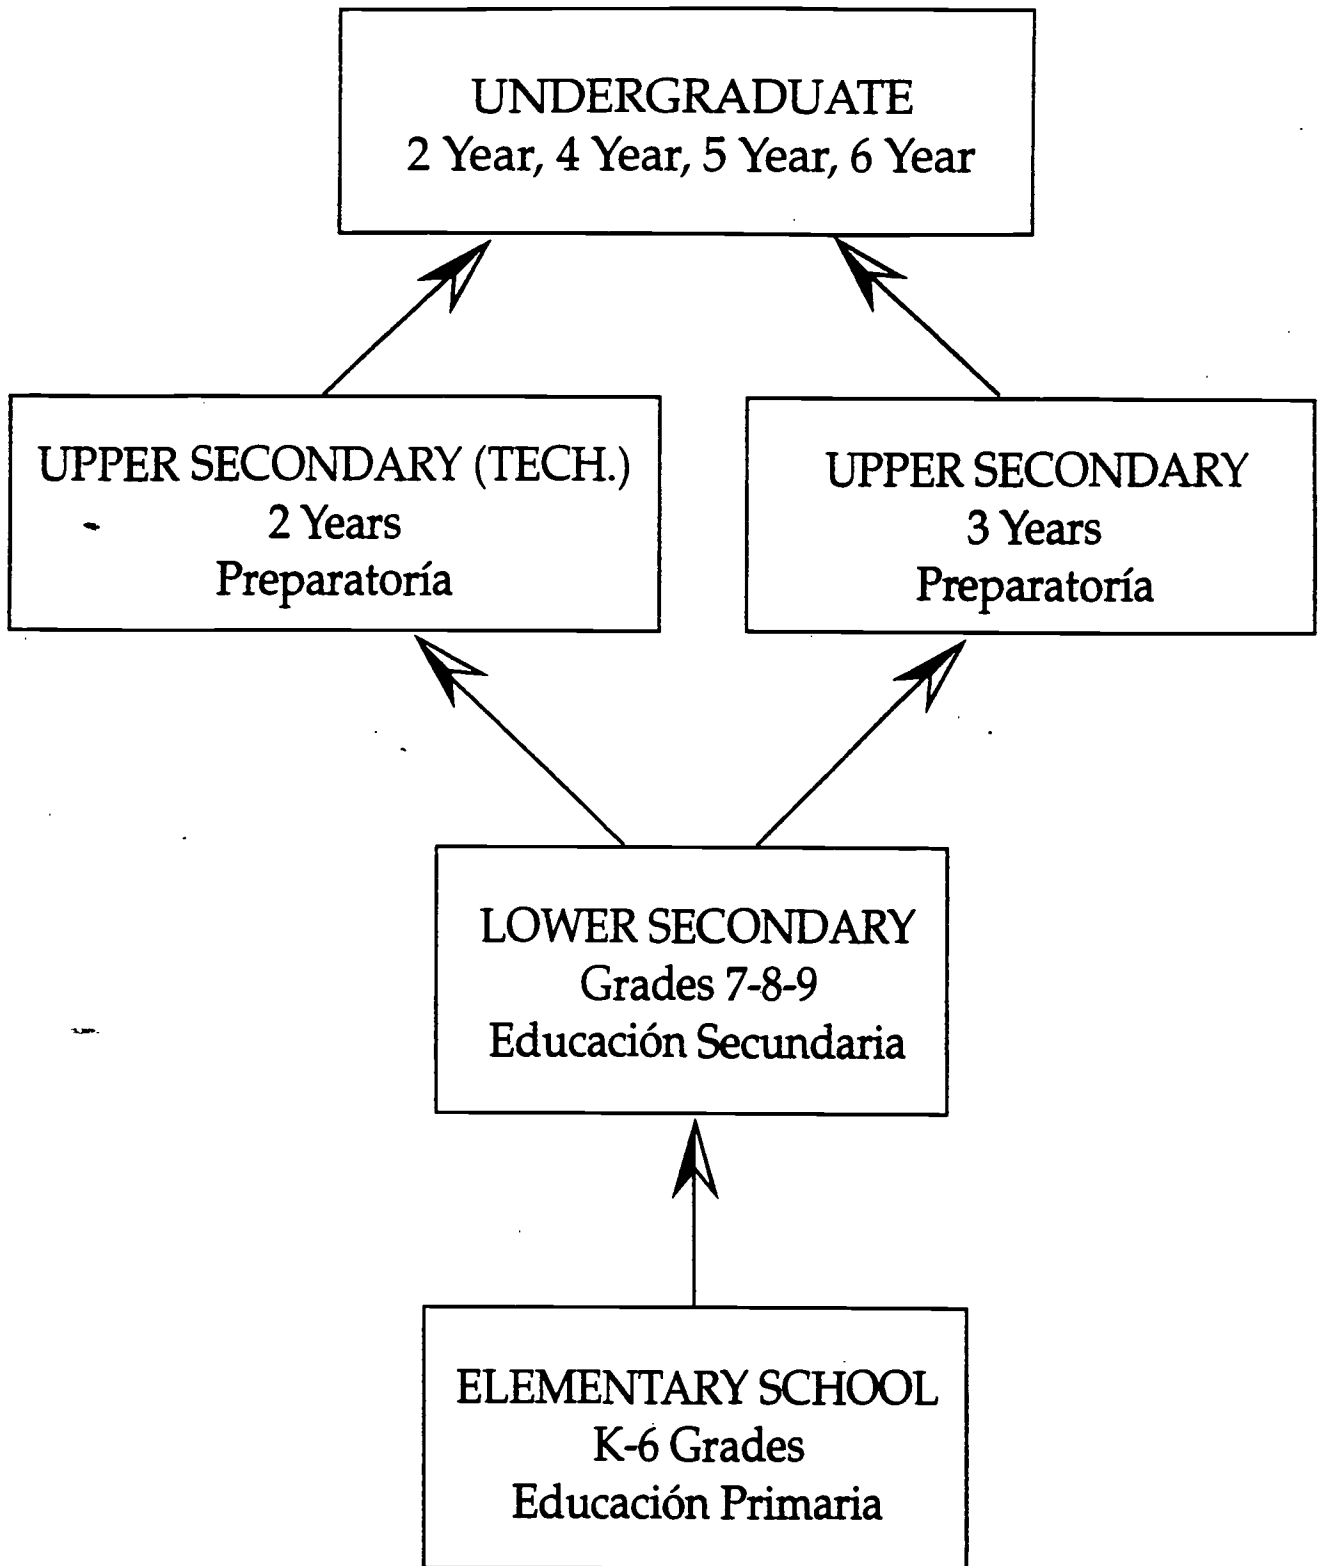 UNDERGRADUATE
2 Year, 4 Year, 5 Year, 6 Year
UPPER SECONDARY (TECH.)
2 Years
Preparatoría
UPPER SECONDARY
3 Years
Preparatoría
LOWER SECONDARY
Grades 7-8-9
Educación Secundaria
ELEMENTARY SCHOOL
K-6 Grades
Educación Primaria